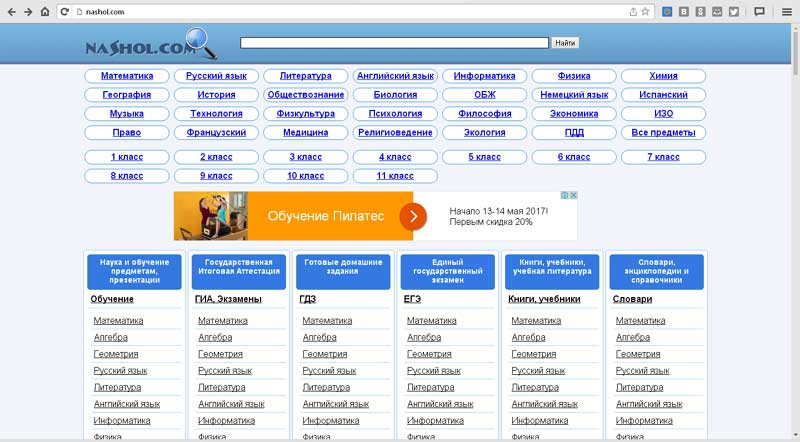 nashol.com
NASHOL.COM
Найти
Математика Русский язык Литература Английский язык Информатика Физика Химия
География История Обществознание Биология ОБЖ Немецкий язык Испанский
Музыка Технология Физкультура Психология Философия Экономика ИЗО
Право Французский Медицина Религиоведение Экология ПДД Все предметы
1 класс 2 класс 3 класс 4 класс 5 класс 6 класс 7 класс
8 класс 9 класс 10 класс 11 класс
Обучение Пилатес
Начало 13-14 мая 2017!
Первым скидка 20%
Наука и обучение
предметам,
презентации
Государственная
Итоговая Аттестация
Готовые домашние
задания
Единый
государственный
экзамен
Книги, учебники,
учебная литература
Словари,
энциклопедии и
справочники
Обучение ГИА, Экзамены ГДЗ ЕГЭ Книги, учебники Словари
Математика Математика Математика Математика Математика Математика
Алгебра Алгебра Алгебра Алгебра Алгебра Алгебра
Геометрия Геометрия Геометрия Геометрия Геометрия Геометрия
Русский язык Русский язык Русский язык Русский язык Русский язык Русский язык
Литература Литература Литература Литература Литература Литература
Английский язык Английский язык Английский язык Английский язык Английский язык Английский язык
Информатика Информатика Информатика Информатика Информатика Информатика
Физика Физика Физика Физика Физика Физика